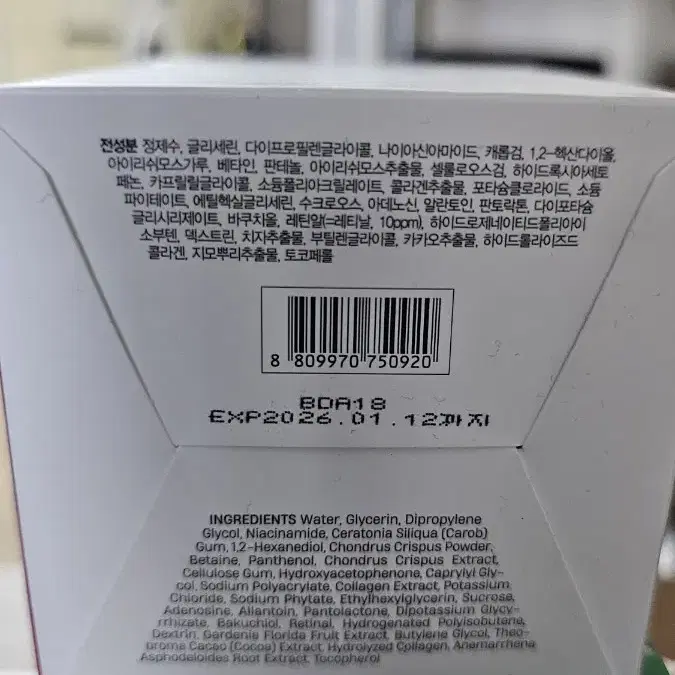 전성분 정제수, 글리세린, 다이프로필렌글라이콜, 나이아신아마이드, 캐롭검, 1,2-헥산다이올,
아이리쉬모스가루, 베타인, 판테놀, 아이리쉬모스추출물, 셀룰로오스검, 하이드록시아세토
페논, 카프릴릴글라이콜, 소듐폴리아크릴레이트, 콜라겐추출물, 포타슘클로라이드, 소듐
파이테이트, 에틸헥실글리세린, 수크로오스, 아데노신, 알란토인, 판토락톤, 다이포타슘
글리시리제이트, 바쿠치올, 레틴알(=레티날, 10ppm), 하이드로제네이티드폴리아이
소부텐, 덱스트린, 치자추출물, 부틸렌글라이콜, 카카오추출물, 하이드롤라이즈드
콜라겐, 지모뿌리추출물, 토코페롤
8 809970 750920
BDA18
EXP2026.01.12까지
INGREDIENTS Water, Glycerin, Dipropylene
Glycol, Niacinamide, Ceratonia Siliqua (Carob)
Gum, 1,2-Hexanediol, Chondrus Crispus Powder,
Betaine, Panthenol, Chondrus Crispus Extract,
Cellulose Gum, Hydroxyacetophenone, Caprylyl Gly-
col, Sodium Polyacrylate, Collagen Extract, Potassium
Chloride, Sodium Phytate, Ethylhexylglycerin, Sucrose,
Adenosine, Allantoin, Pantolactone, Dipotassium Glycy-
rrhizate, Bakuchiol, Retinal, Hydrogenated Polyisobutene,
Dextrin, Gardenia Florida Fruit Extract, Butylene Glycol, Theo-
broma Cacao (Cocoa) Extract, Hydrolyzed Collagen, Anemarrhena
Asphodeloides Root Extract, Tocopherol